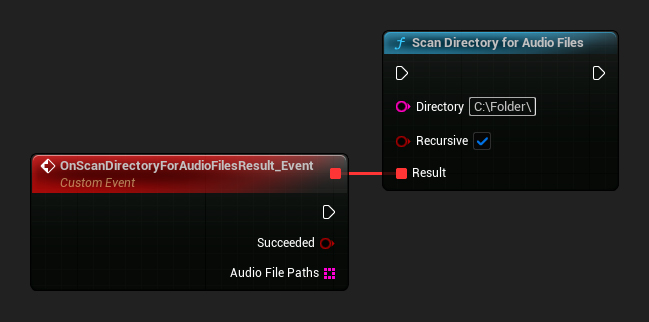 Scan Directory for Audio Files
Directory C:\Folder\
Recursive
Result
OnScanDirectoryForAudioFilesResult_Event
Custom Event
Succeeded
Audio File Paths